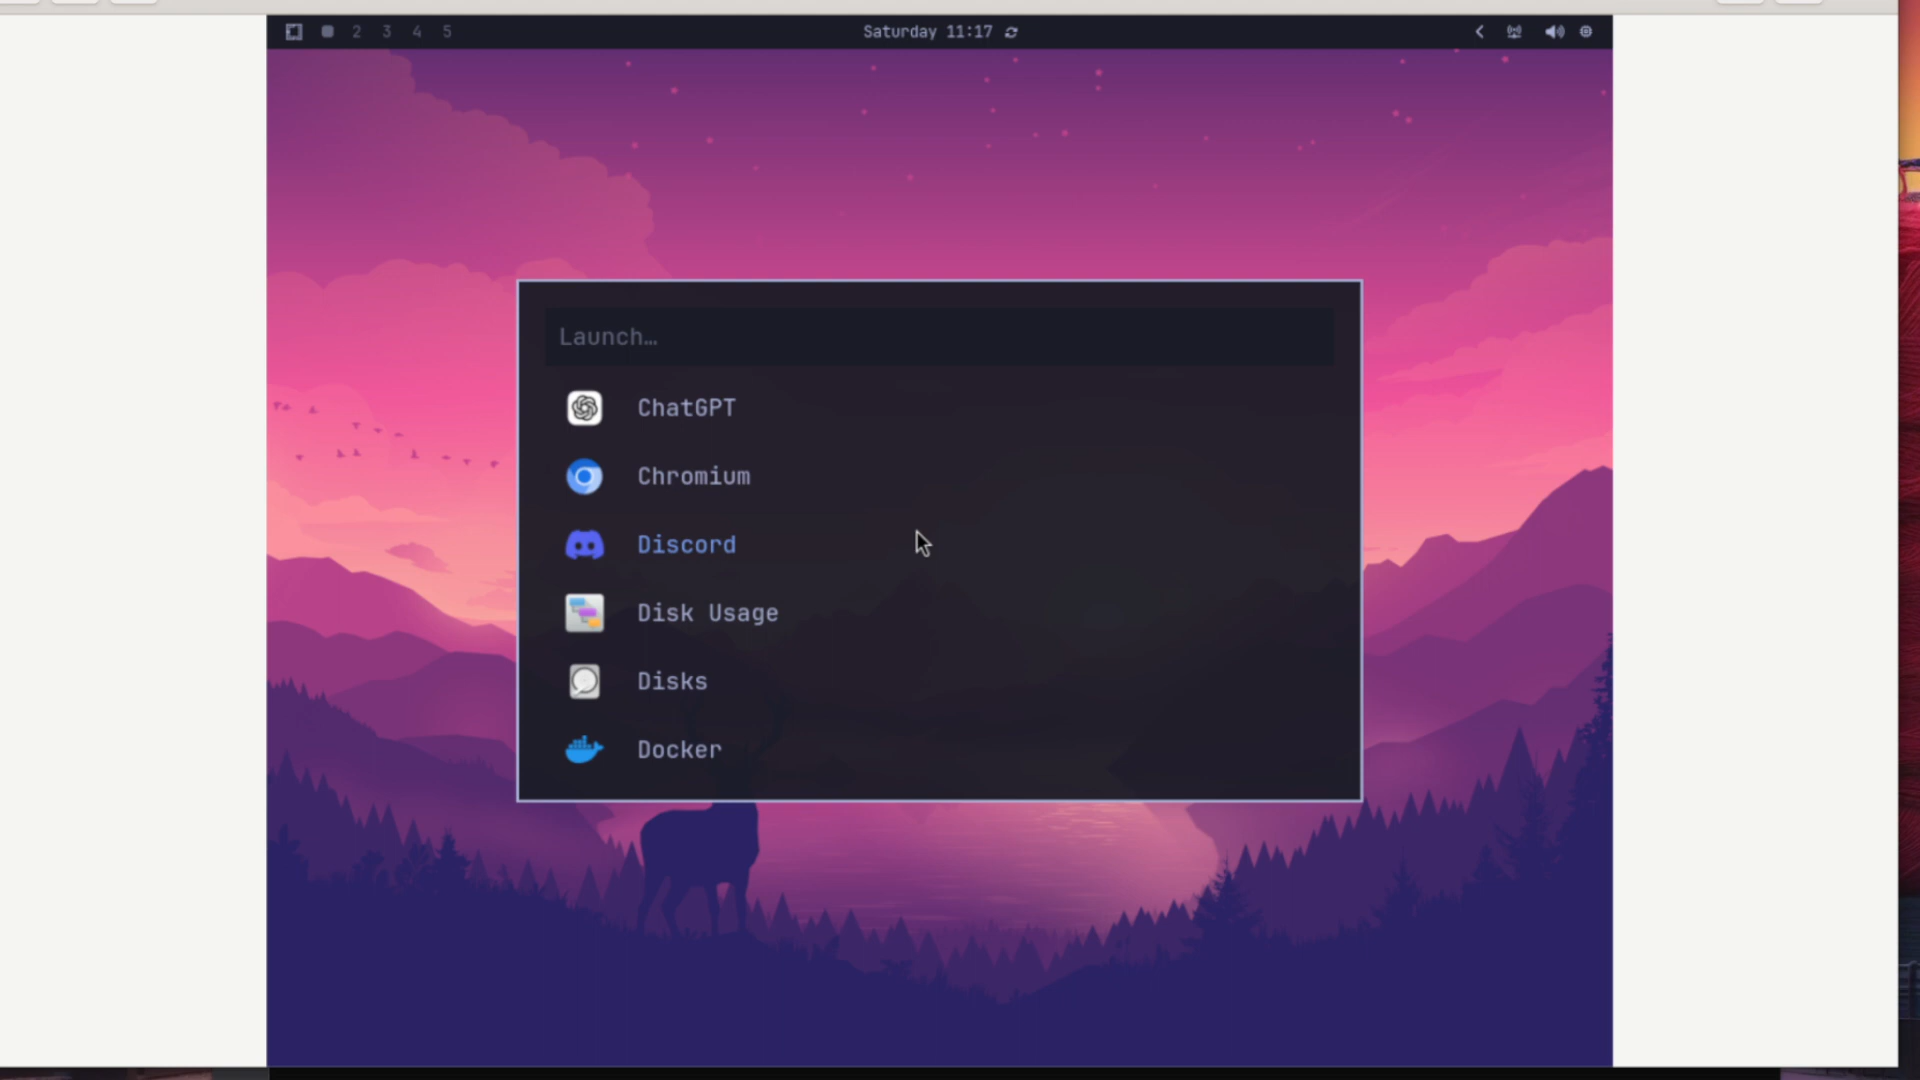 2 3 4 5 Saturday 11:17
Launch…
ChatGPT
Chromium
Discord
Disk Usage
Disks
Docker